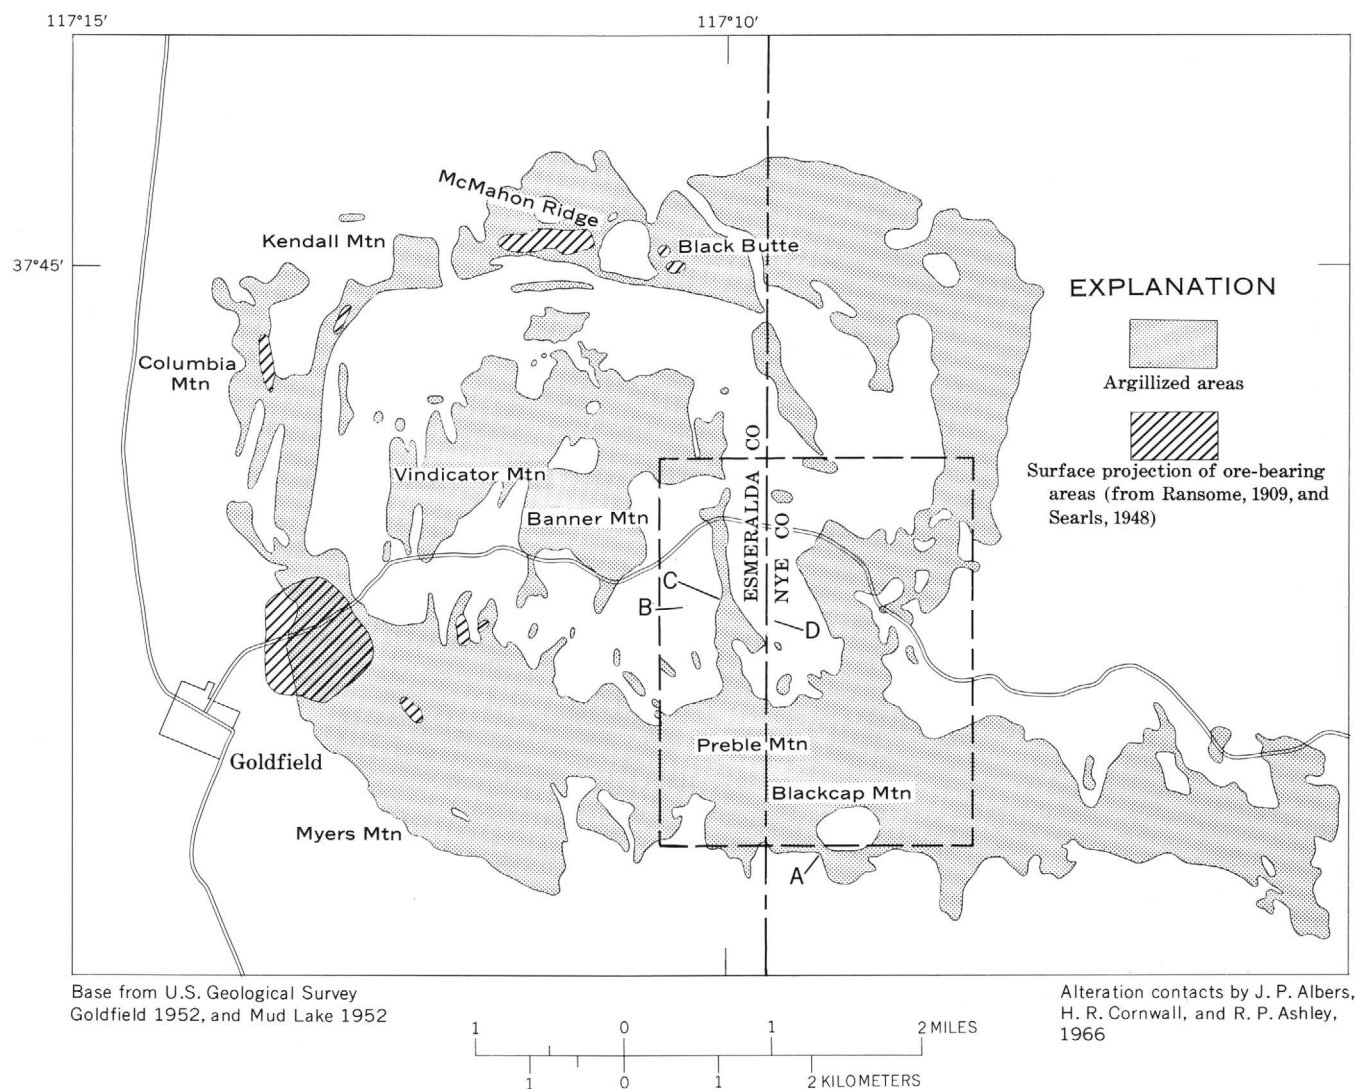 117°15′
117°10′
McMahon Ridge
Kendall Mtn
Black Butte
37°45′
EXPLANATION
Columbia
Mtn
Argillized areas
ESMERALDA CO
NYE CO
Vindicator Mtn
Surface projection of ore-bearing
areas (from Ransome, 1909, and
Searls, 1948)
Banner Mtn
C
B
D
Preble Mtn
Goldfield
Blackcap Mtn
Myers Mtn
A
Base from U.S. Geological Survey
Goldfield 1952, and Mud Lake 1952
Alteration contacts by J. P. Albers,
H. R. Cornwall, and R. P. Ashley,
1966
1 0 1 2 MILES
1 0 1 2 KILOMETERS